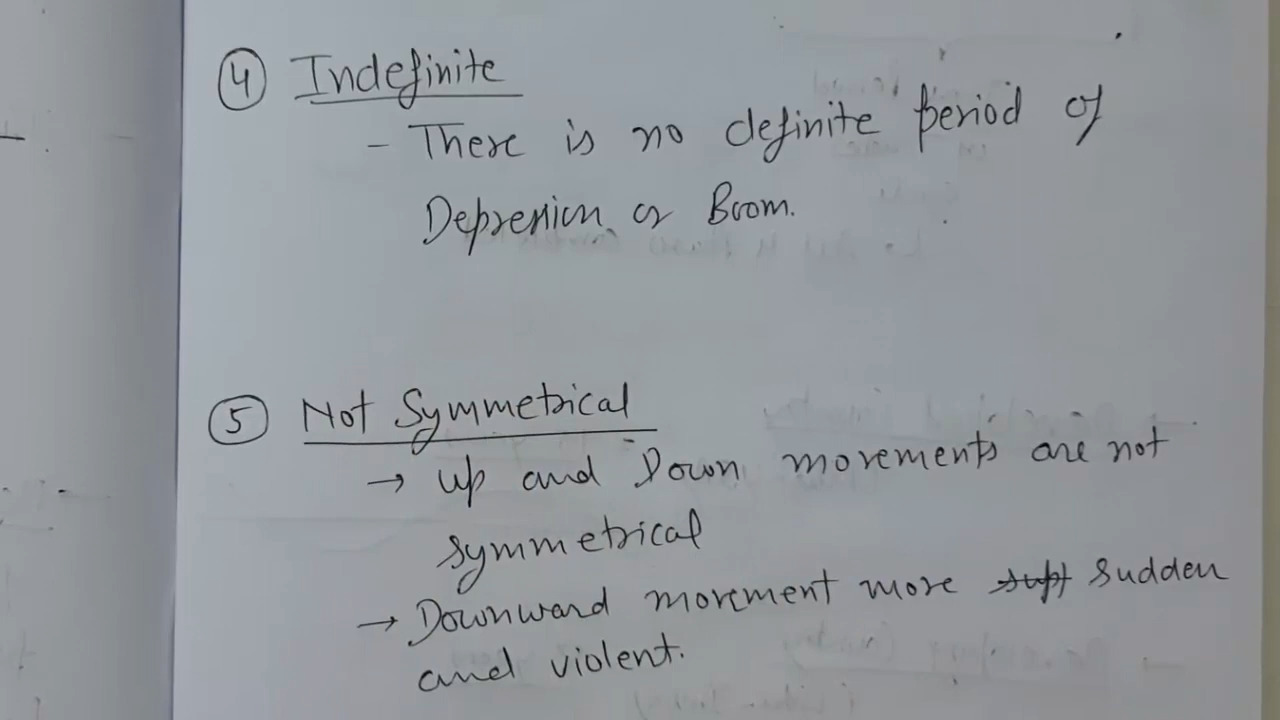 ④ Indefinite
- There is no definite period of
Depression or Boom.
⑤ Not Symmetrical
→ up and Down movements are not
symmetrical
→ Downward movement more sudden
and violent.